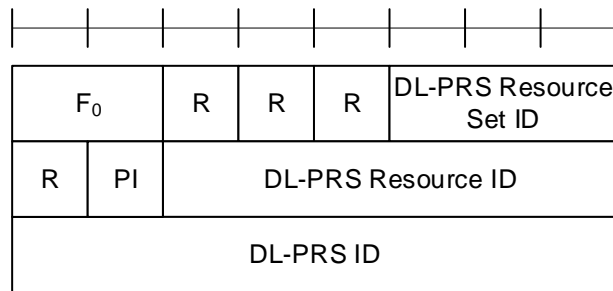 F₀ R R R DL-PRS Resource
Set ID
R PI DL-PRS Resource ID
DL-PRS ID